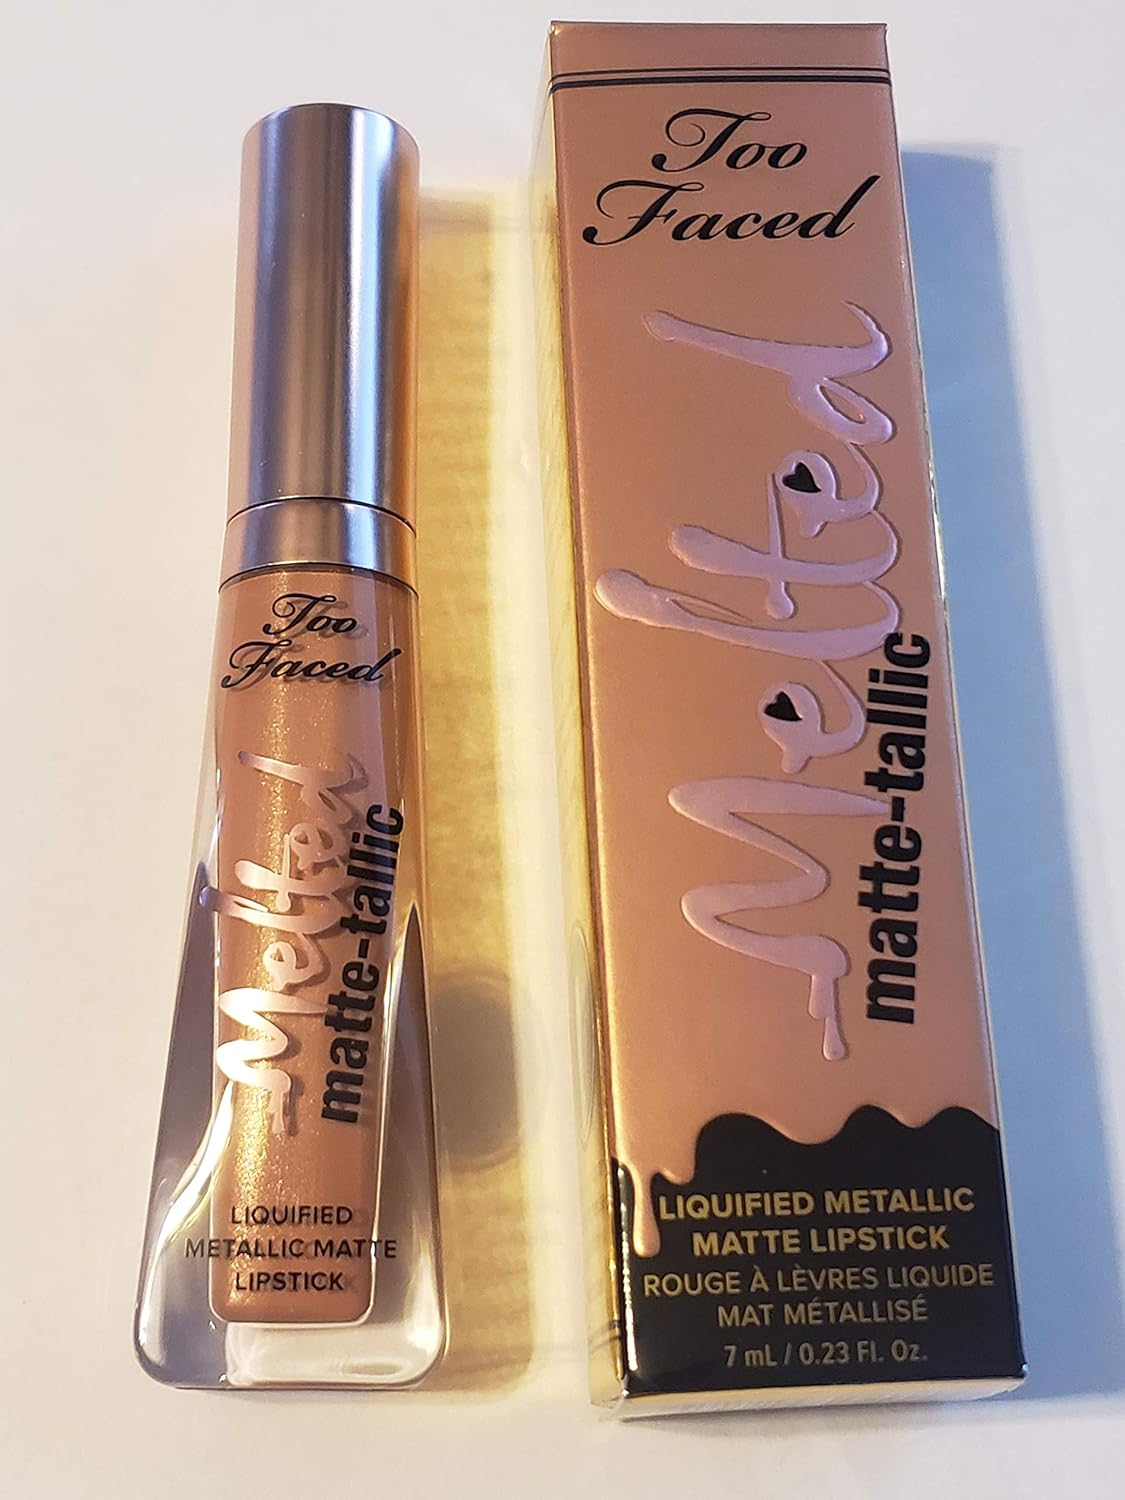 Too
Faced
Melted
matte-tallic
LIQUIFIED
METALLIC MATTE
LIPSTICK
Too
Faced
Melted
matte-tallic
LIQUIFIED METALLIC
MATTE LIPSTICK
ROUGE À LÈVRES LIQUIDE
MAT MÉTALLISÉ
7 mL / 0.23 Fl. Oz.